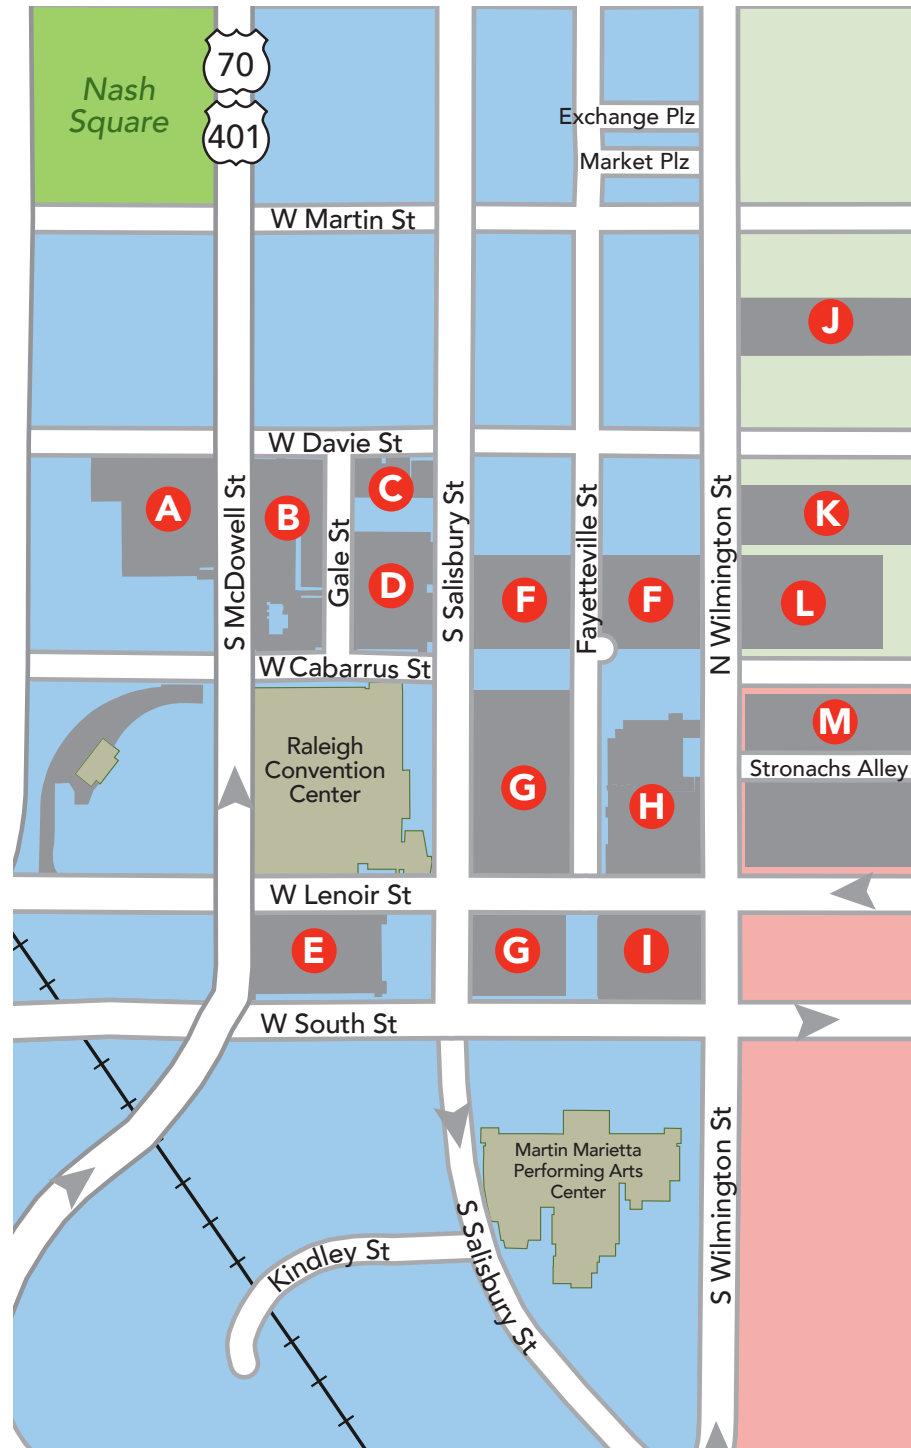 70
Nash
Square
401
Exchange Plz
Market Plz
W Martin St
J
W Davie St
A
B
C
K
S McDowell St
Gale St
S Salisbury St
Fayetteville St
N Wilmington St
D
F
F
L
W Cabarrus St
M
Raleigh
Convention
Center
Stronachs Alley
G
H
W Lenoir St
E
G
I
W South St
Martin Marietta
Performing Arts
Center
S Wilmington St
Kindley St
S Salisbury St